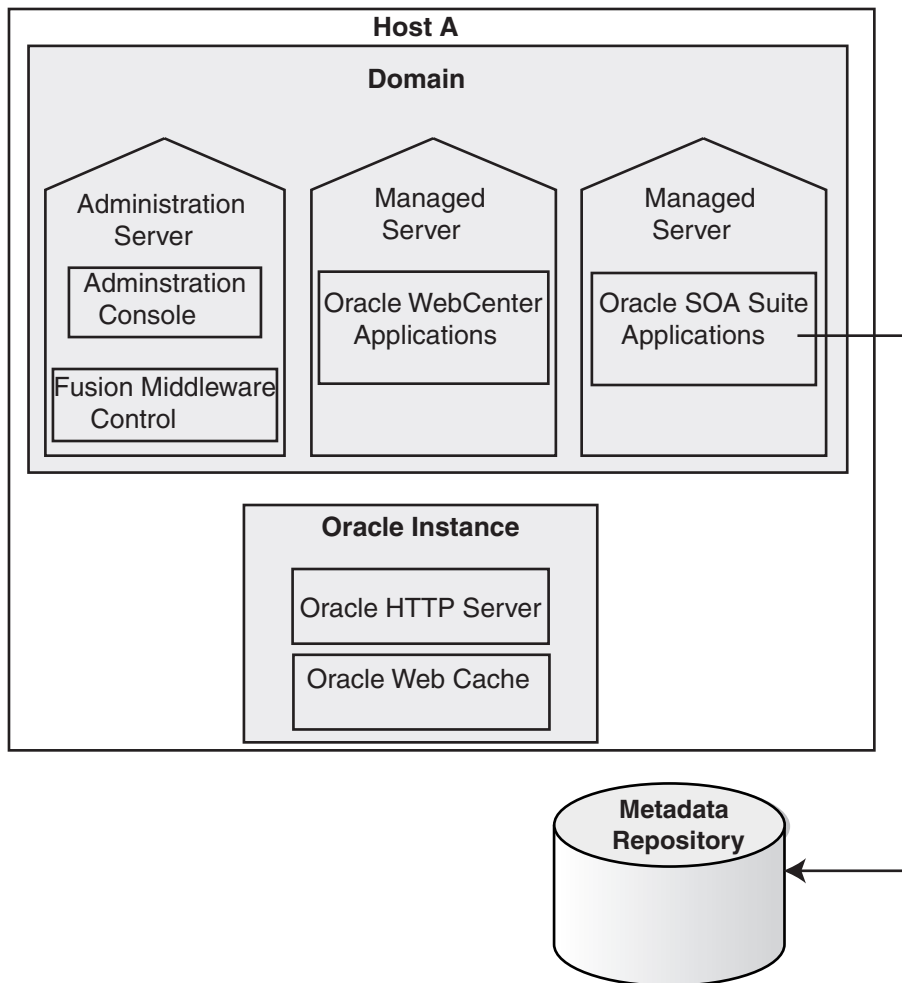 Host A
Domain
Administration
Server
Adminstration
Console
Fusion Middleware
Control
Managed
Server
Oracle WebCenter
Applications
Managed
Server
Oracle SOA Suite
Applications
Oracle Instance
Oracle HTTP Server
Oracle Web Cache
Metadata
Repository